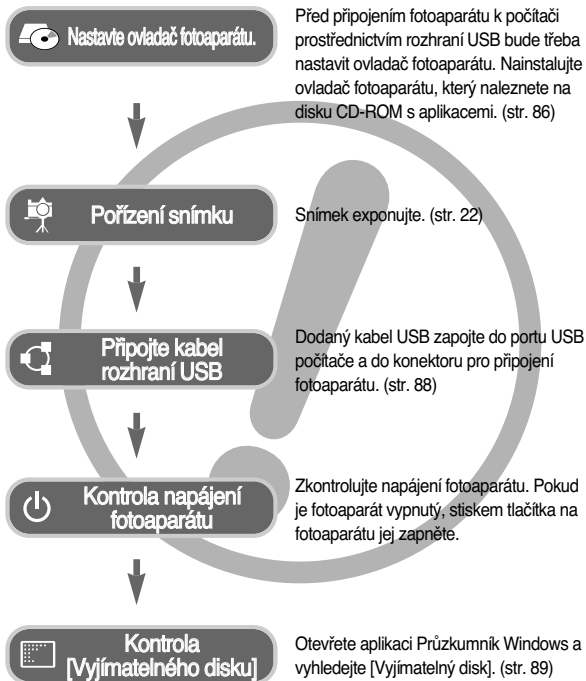 Nastavte ovladač fotoaparátu.
Před připojením fotoaparátu k počítači
prostřednictvím rozhraní USB bude třeba
nastavit ovladač fotoaparátu. Nainstalujte
ovladač fotoaparátu, který naleznete na
disku CD-ROM s aplikacemi. (str. 86)
Pořízení snímku
Snímek exponujte. (str. 22)
Připojte kabel
rozhraní USB
Dodaný kabel USB zapojte do portu USB
počítače a do konektoru pro připojení
fotoaparátu. (str. 88)
Kontrola napájení
fotoaparátu
Zkontrolujte napájení fotoaparátu. Pokud
je fotoaparát vypnutý, stiskem tlačítka na
fotoaparátu jej zapněte.
Kontrola
[Vyjímatelného disku]
Otevřete aplikaci Průzkumník Windows a
vyhledejte [Vyjímatelný disk]. (str. 89)